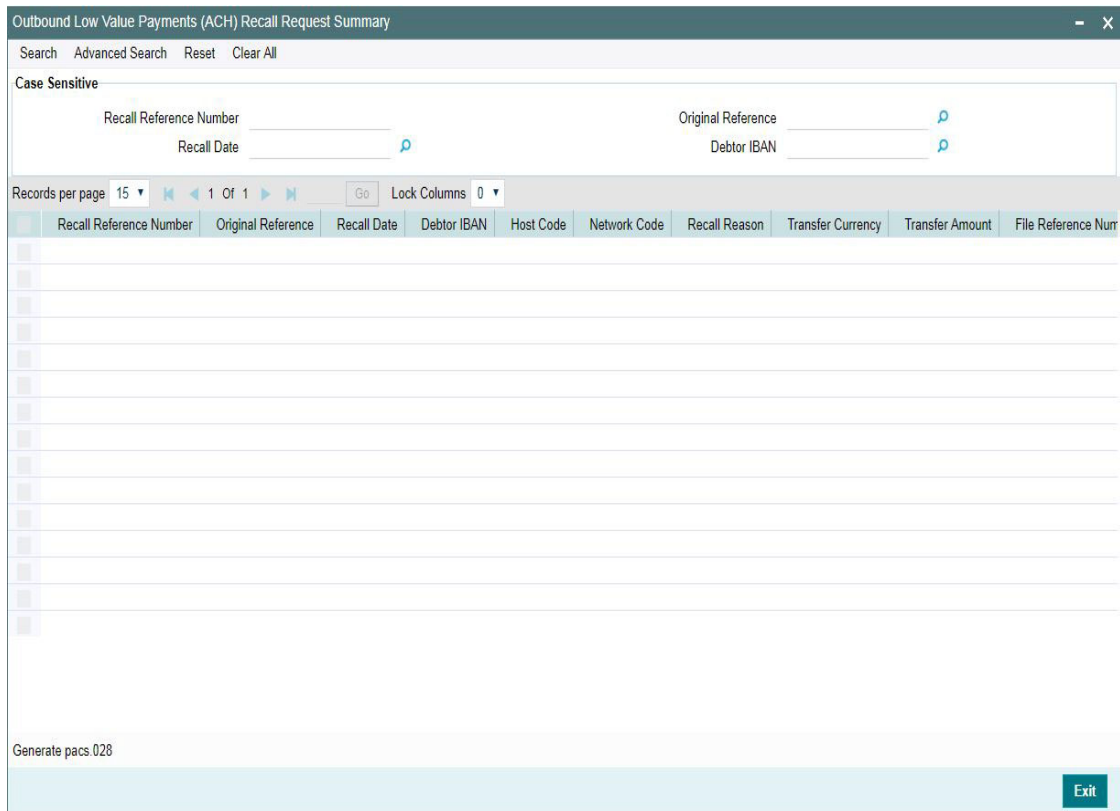 Outbound Low Value Payments (ACH) Recall Request Summary
Search Advanced Search Reset Clear All
Case Sensitive
Recall Reference Number Original Reference
Recall Date Debtor IBAN
Records per page 15 1 Of 1 Go Lock Columns 0
Recall Reference Number Original Reference Recall Date Debtor IBAN Host Code Network Code Recall Reason Transfer Currency Transfer Amount File Reference Num
Generate pacs.028
Exit